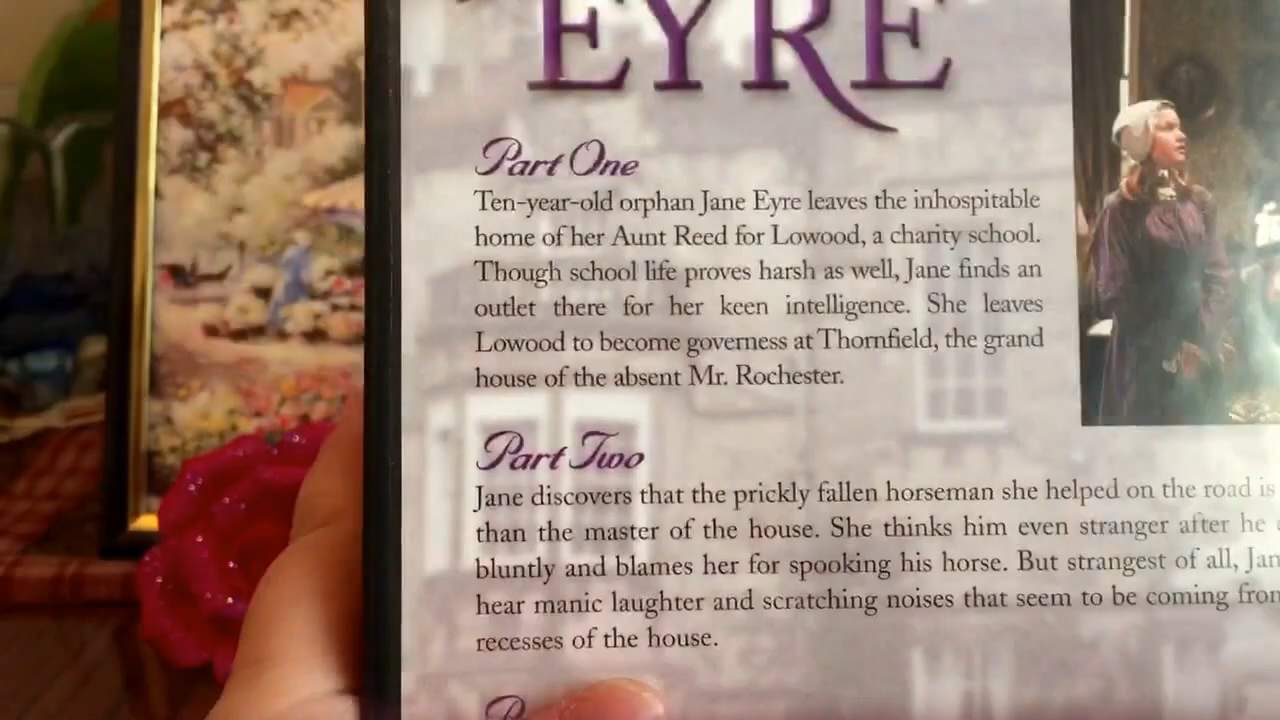 EYRE
Part One
Ten-year-old orphan Jane Eyre leaves the inhospitable
home of her Aunt Reed for Lowood, a charity school.
Though school life proves harsh as well, Jane finds an
outlet there for her keen intelligence. She leaves
Lowood to become governess at Thornfield, the grand
house of the absent Mr. Rochester.
Part Two
Jane discovers that the prickly fallen horseman she helped on the road is
than the master of the house. She thinks him even stranger after he
bluntly and blames her for spooking his horse. But strangest of all, Jan
hear manic laughter and scratching noises that seem to be coming from
recesses of the house.